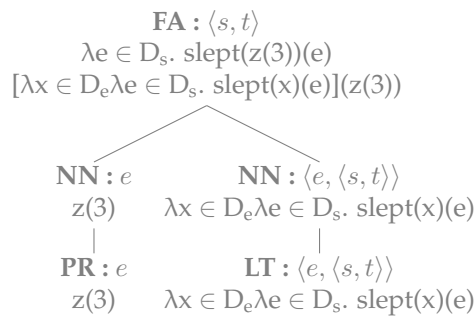 FA : ⟨s, t⟩
λe ∈ Dₛ. slept(z(3))(e)
[λx ∈ Dₑλe ∈ Dₛ. slept(x)(e)](z(3))
NN : e NN : ⟨e, ⟨s, t⟩⟩
z(3) λx ∈ Dₑλe ∈ Dₛ. slept(x)(e)
PR : e LT : ⟨e, ⟨s, t⟩⟩
z(3) λx ∈ Dₑλe ∈ Dₛ. slept(x)(e)